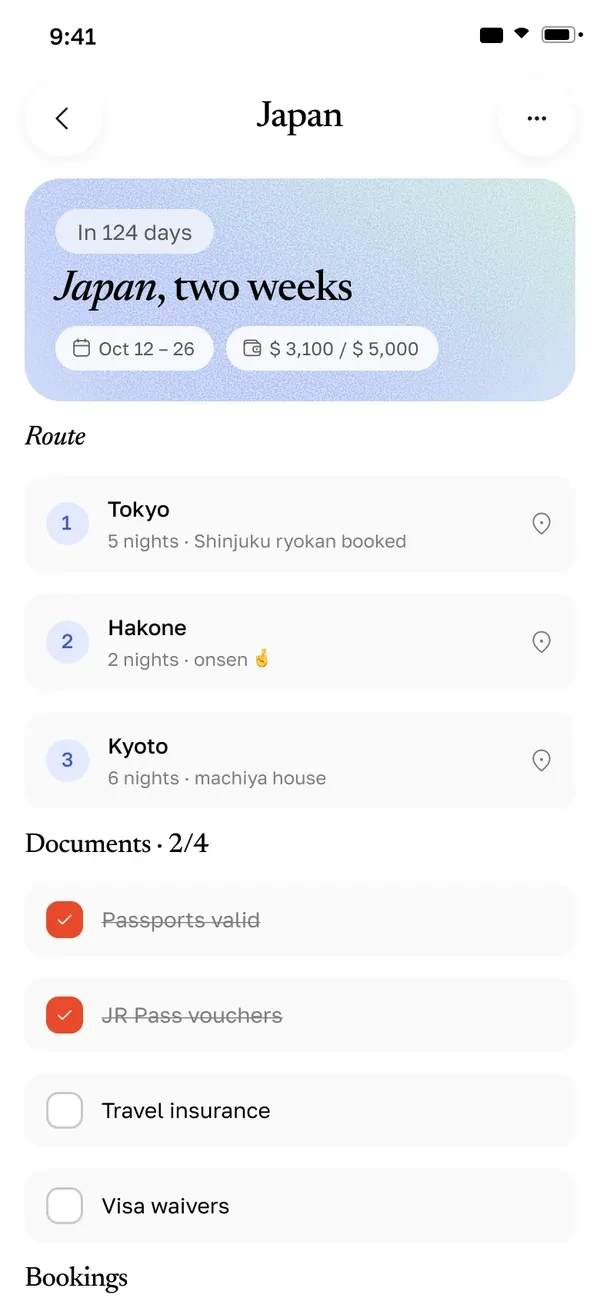 9:41
Japan
In 124 days
Japan, two weeks
Oct 12 – 26
$ 3,100 / $ 5,000
Route
1
Tokyo
5 nights · Shinjuku ryokan booked
2
Hakone
2 nights · onsen 🤞
3
Kyoto
6 nights · machiya house
Documents · 2/4
Passports valid
JR Pass vouchers
Travel insurance
Visa waivers
Bookings